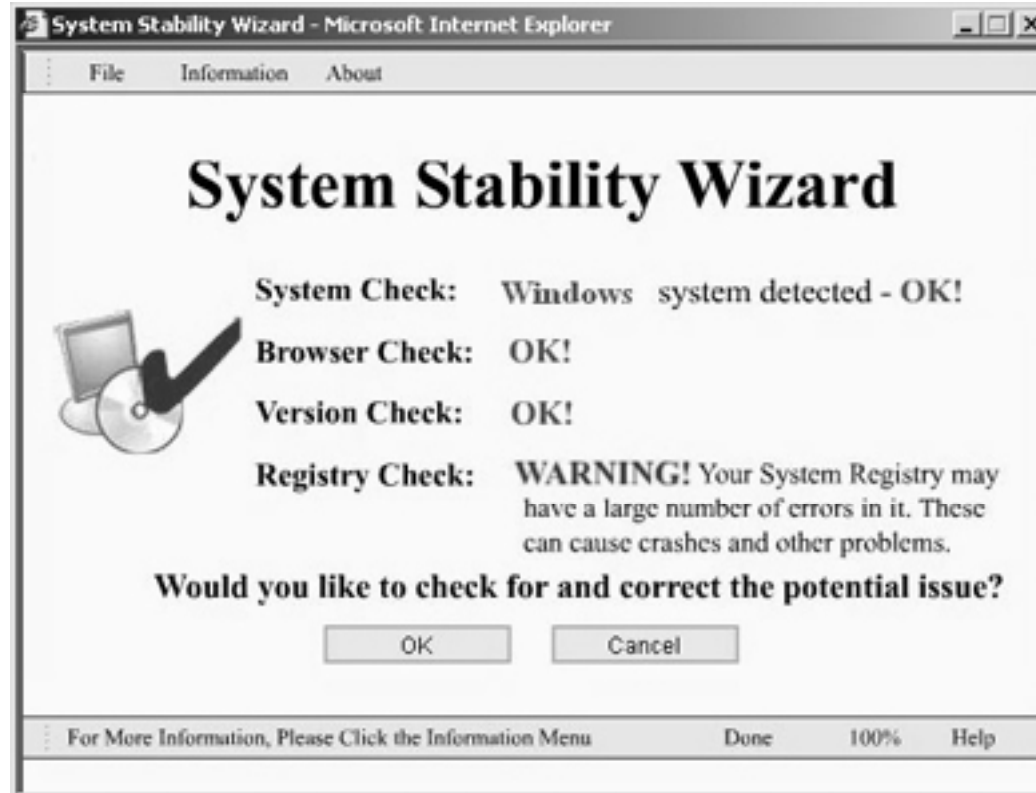 System Stability Wizard - Microsoft Internet Explorer
File Information About
System Stability Wizard
System Check: Windows system detected - OK!
Browser Check: OK!
Version Check: OK!
Registry Check: WARNING! Your System Registry may
have a large number of errors in it. These
can cause crashes and other problems.
Would you like to check for and correct the potential issue?
OK Cancel
For More Information, Please Click the Information Menu Done 100% Help